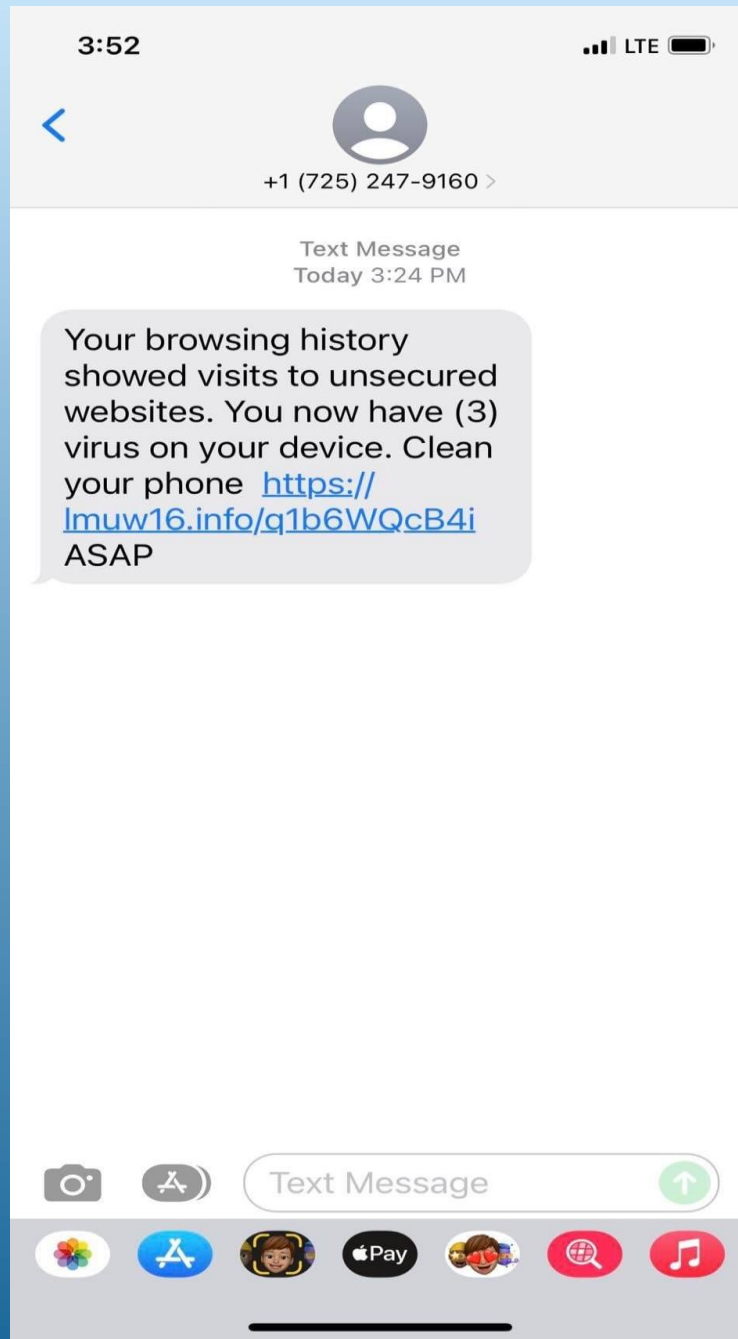 3:52
LTE
+1 (725) 247-9160 >
Text Message
Today 3:24 PM
Your browsing history
showed visits to unsecured
websites. You now have (3)
virus on your device. Clean
your phone https://
lmuw16.info/q1b6WQcB4i
ASAP
Text Message
Pay